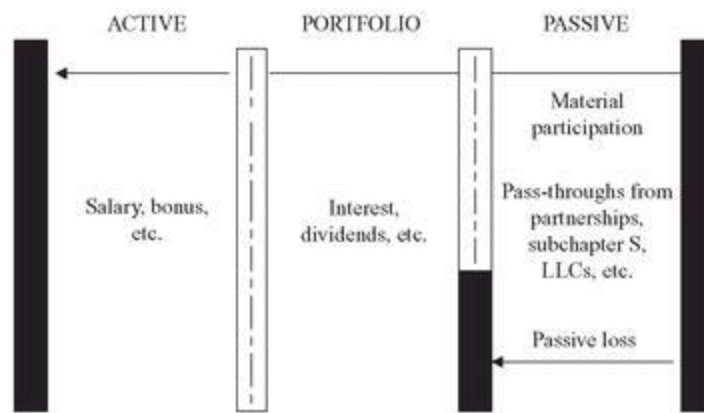 ACTIVE
PORTFOLIO
PASSIVE
Material
participation
Salary, bonus,
etc.
Interest,
dividends, etc.
Pass-throughs from
partnerships,
subchapter S,
LLCs, etc.
Passive loss